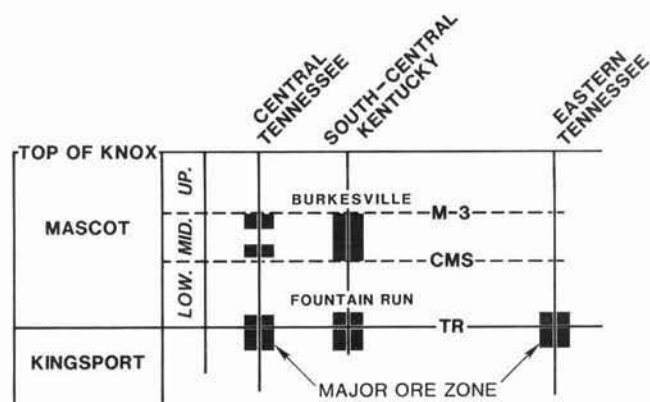 CENTRAL
TENNESSEE
SOUTH-CENTRAL
KENTUCKY
EASTERN
TENNESSEE
TOP OF KNOX
UP.
BURKESVILLE
M-3
MASCOT
MID.
CMS
LOW.
FOUNTAIN RUN
TR
KINGSPORT
MAJOR ORE ZONE